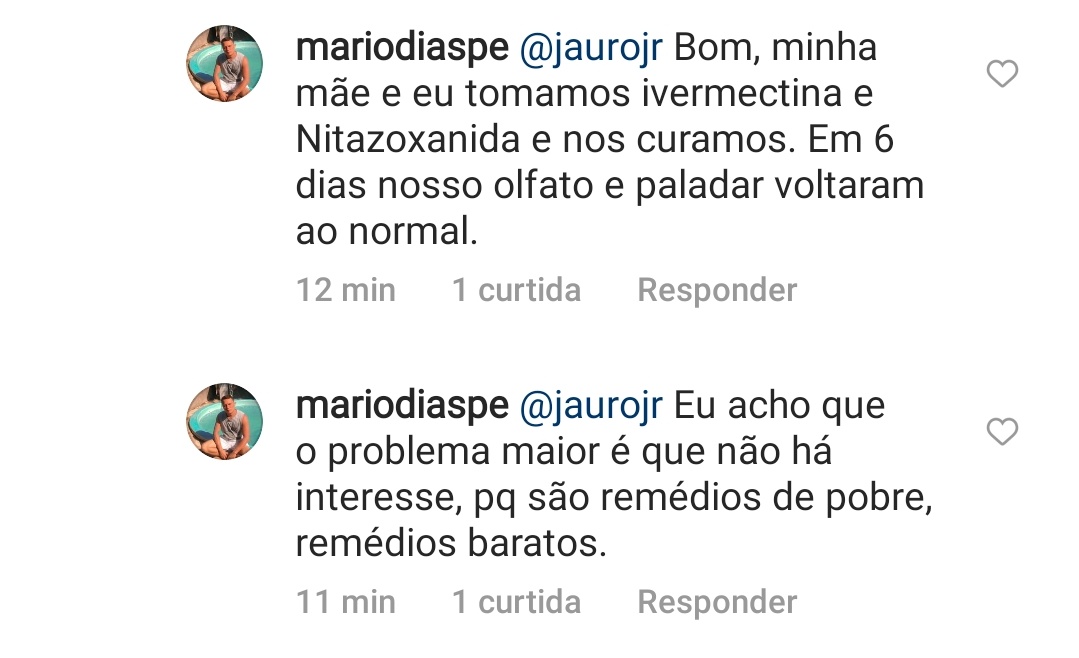 mariodiaspe @jaurojr Bom, minha
mãe e eu tomamos ivermectina e
Nitazoxanida e nos curamos. Em 6
dias nosso olfato e paladar voltaram
ao normal.
12 min 1 curtida Responder
mariodiaspe @jaurojr Eu acho que
o problema maior é que não há
interesse, pq são remédios de pobre,
remédios baratos.
11 min 1 curtida Responder